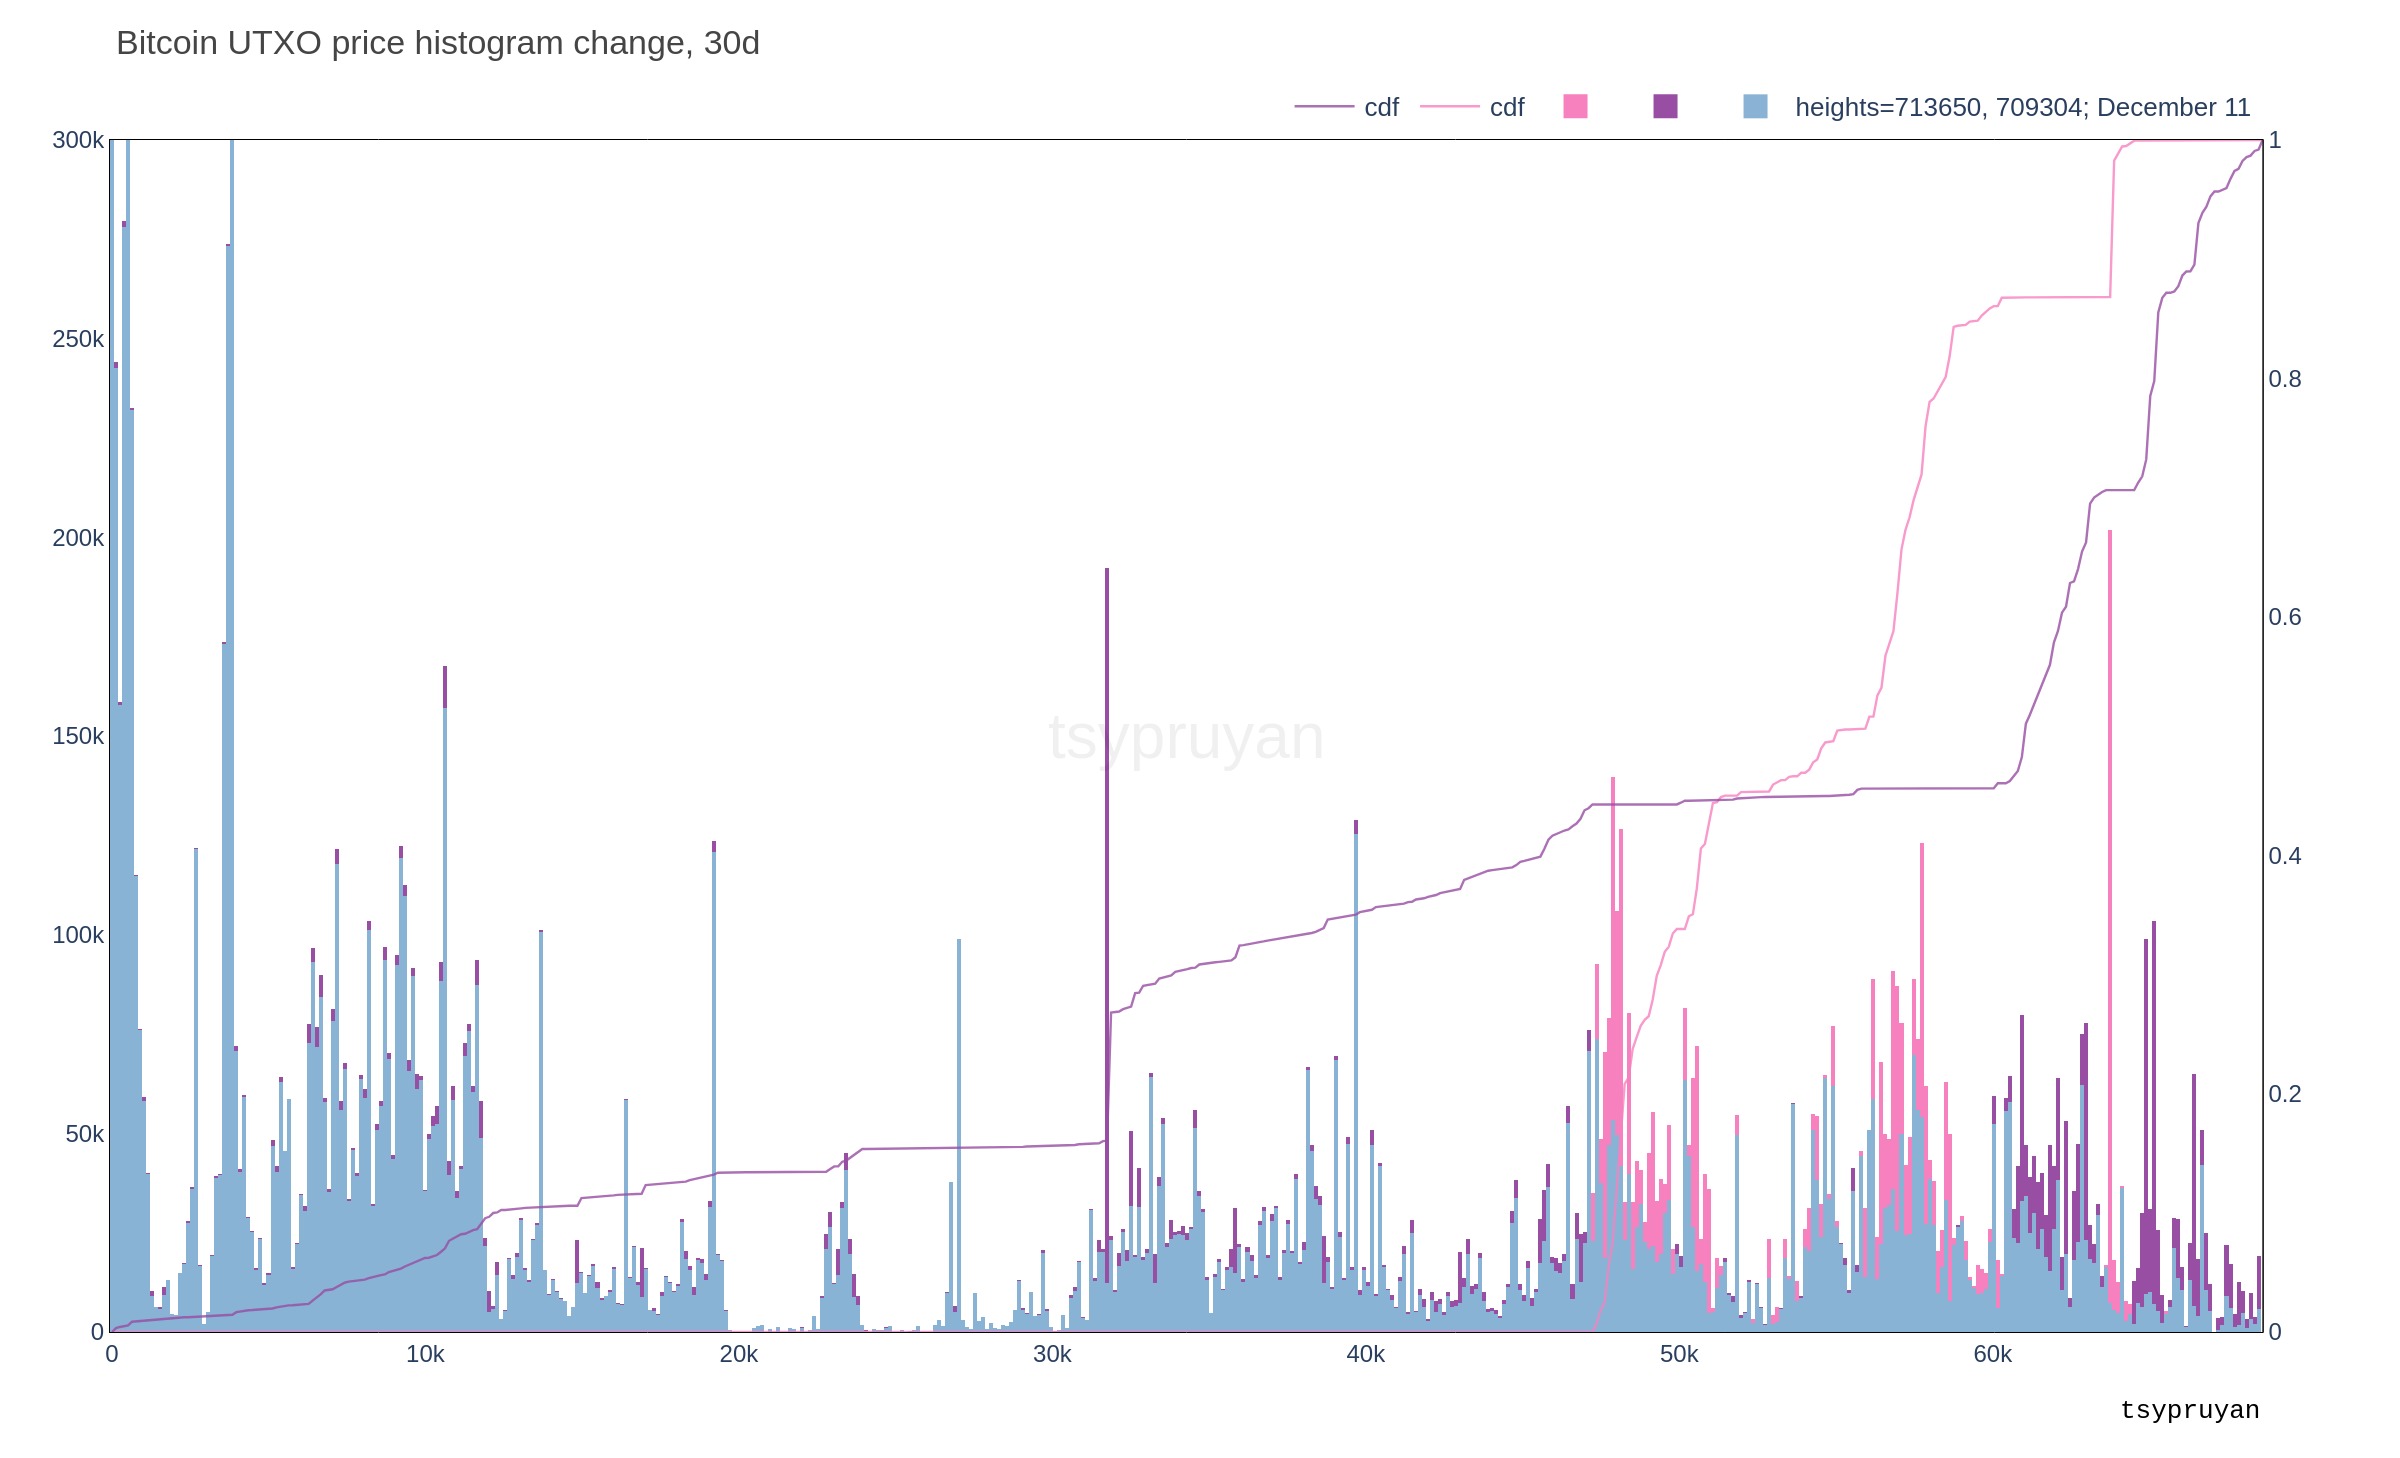 Bitcoin UTXO price histogram change, 30d
cdf cdf heights=713650, 709304; December 11
300k 1
250k
0.8
200k
0.6
150k
tsypruyan
0.4
100k
0.2
50k
0 0
0 10k 20k 30k 40k 50k 60k
tsypruyan